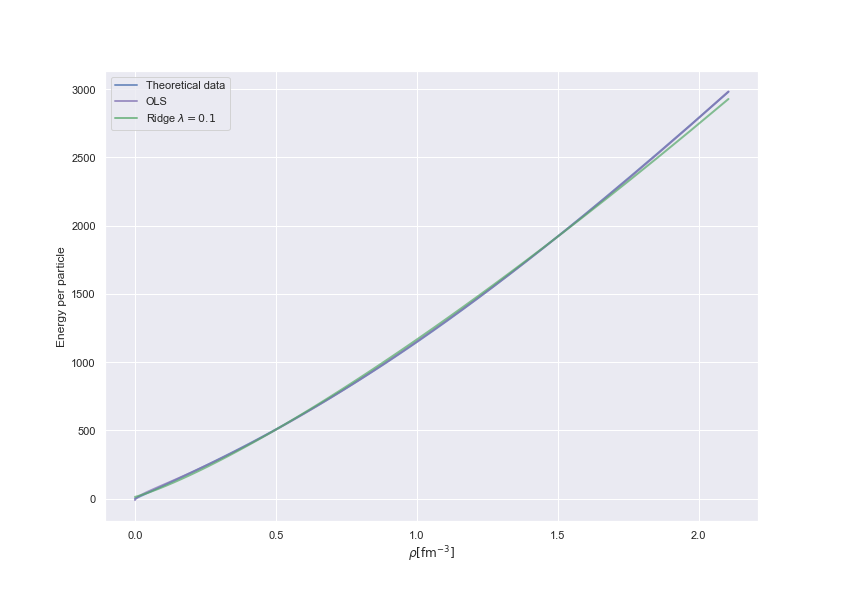 Theoretical data
OLS
Ridge λ = 0.1
3000
2500
2000
1500
1000
500
0
Energy per particle
0.0 0.5 1.0 1.5 2.0
ρ[fm⁻³]